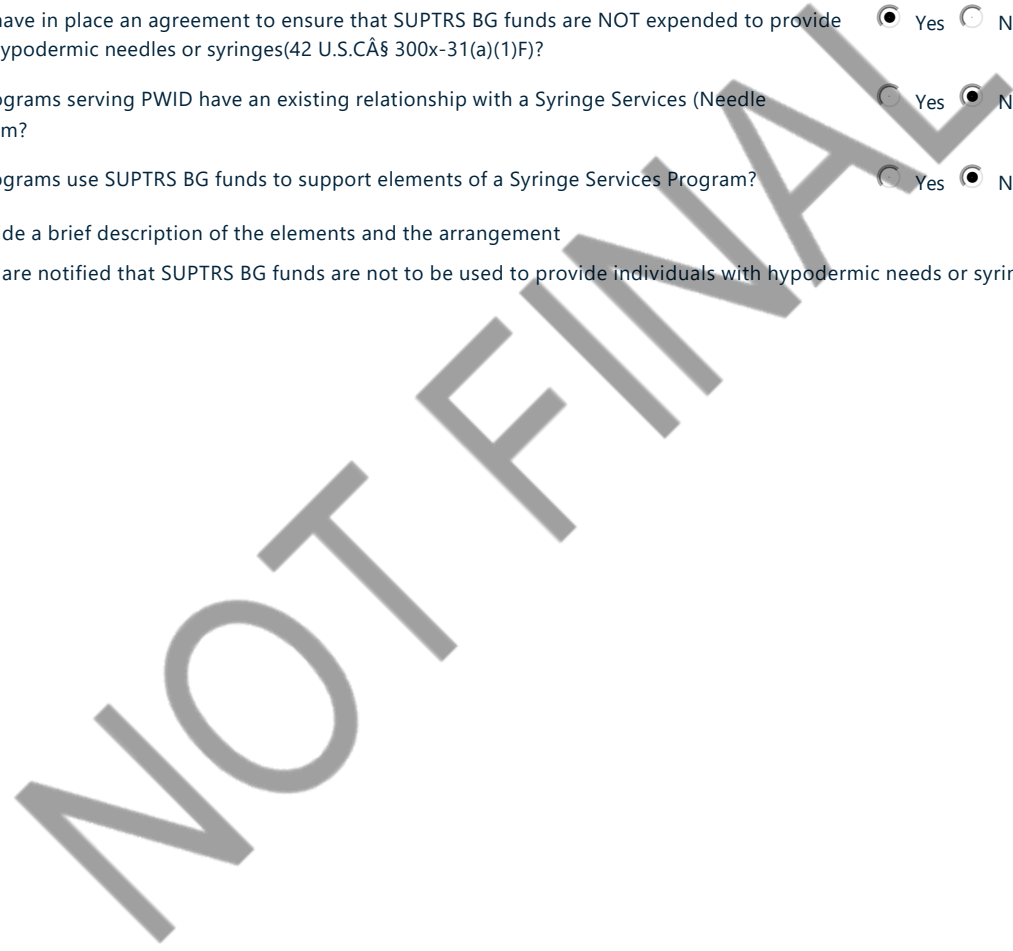 ave in place an agreement to ensure that SUPTRS BG funds are NOT expended to provide Yes N
ypodermic needles or syringes(42 U.S.CÂ§ 300x-31(a)(1)F)?
ograms serving PWID have an existing relationship with a Syringe Services (Needle Yes N
m?
ograms use SUPTRS BG funds to support elements of a Syringe Services Program? Yes N
de a brief description of the elements and the arrangement
are notified that SUPTRS BG funds are not to be used to provide individuals with hypodermic needs or syrin
NOT FINAL